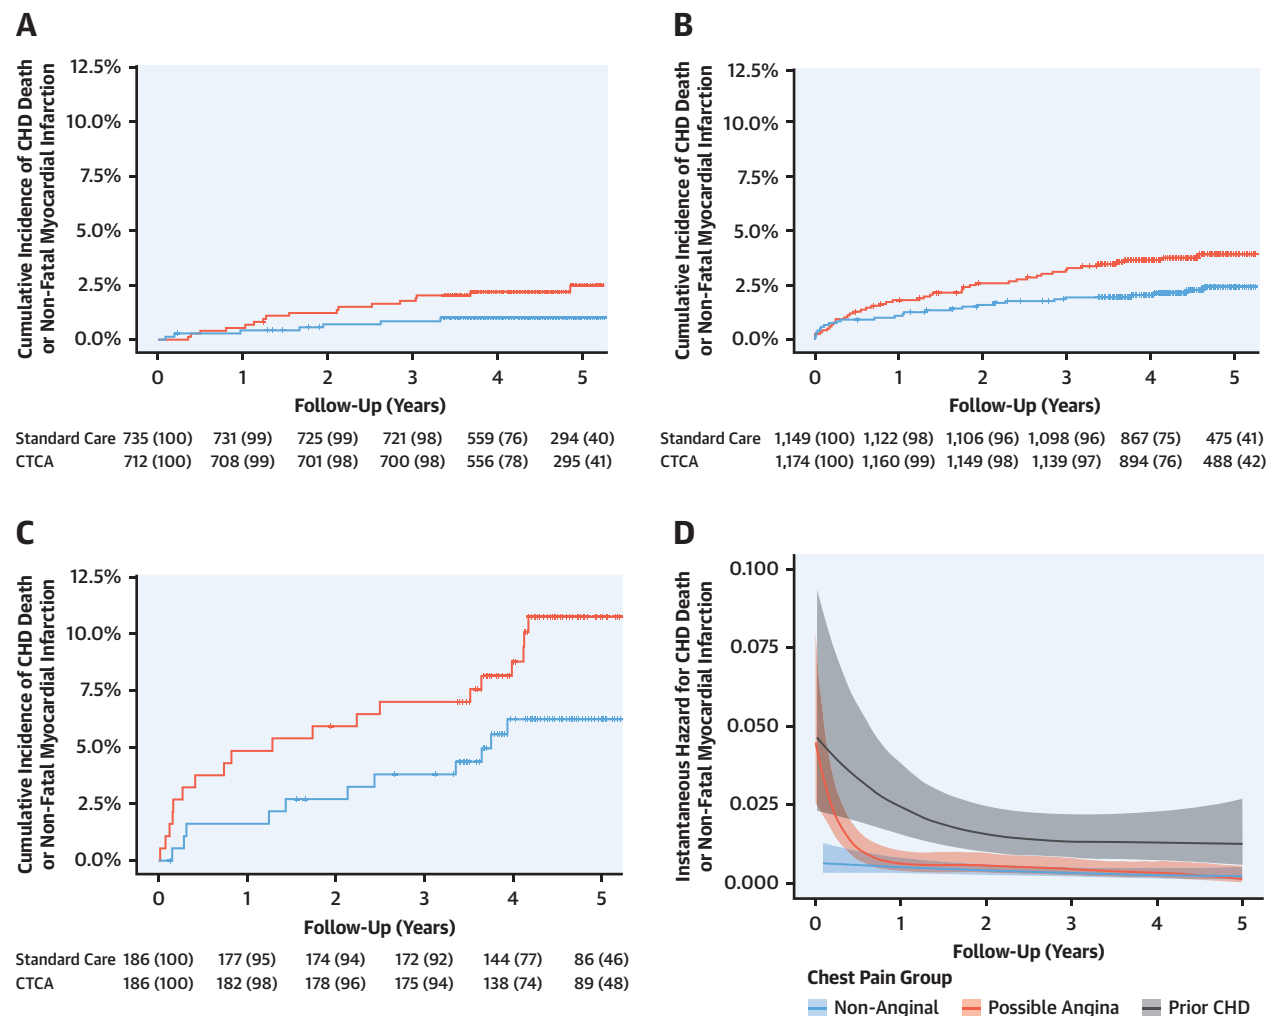 A
Cumulative Incidence of CHD Death
or Non-Fatal Myocardial Infarction
12.5%
10.0%
7.5%
5.0%
2.5%
0.0%
0 1 2 3 4 5
Follow-Up (Years)
Standard Care 735 (100) 731 (99) 725 (99) 721 (98) 559 (76) 294 (40)
CTCA 712 (100) 708 (99) 701 (98) 700 (98) 556 (78) 295 (41)
B
Cumulative Incidence of CHD Death
or Non-Fatal Myocardial Infarction
12.5%
10.0%
7.5%
5.0%
2.5%
0.0%
0 1 2 3 4 5
Follow-Up (Years)
Standard Care 1,149 (100) 1,122 (98) 1,106 (96) 1,098 (96) 867 (75) 475 (41)
CTCA 1,174 (100) 1,160 (99) 1,149 (98) 1,139 (97) 894 (76) 488 (42)
C
Cumulative Incidence of CHD Death
or Non-Fatal Myocardial Infarction
12.5%
10.0%
7.5%
5.0%
2.5%
0.0%
0 1 2 3 4 5
Follow-Up (Years)
Standard Care 186 (100) 177 (95) 174 (94) 172 (92) 144 (77) 86 (46)
CTCA 186 (100) 182 (98) 178 (96) 175 (94) 138 (74) 89 (48)
D
Instantaneous Hazard for CHD Death
or Non-Fatal Myocardial Infarction
0.100
0.075
0.050
0.025
0.000
0 1 2 3 4 5
Follow-Up (Years)
Chest Pain Group
Non-Anginal Possible Angina Prior CHD